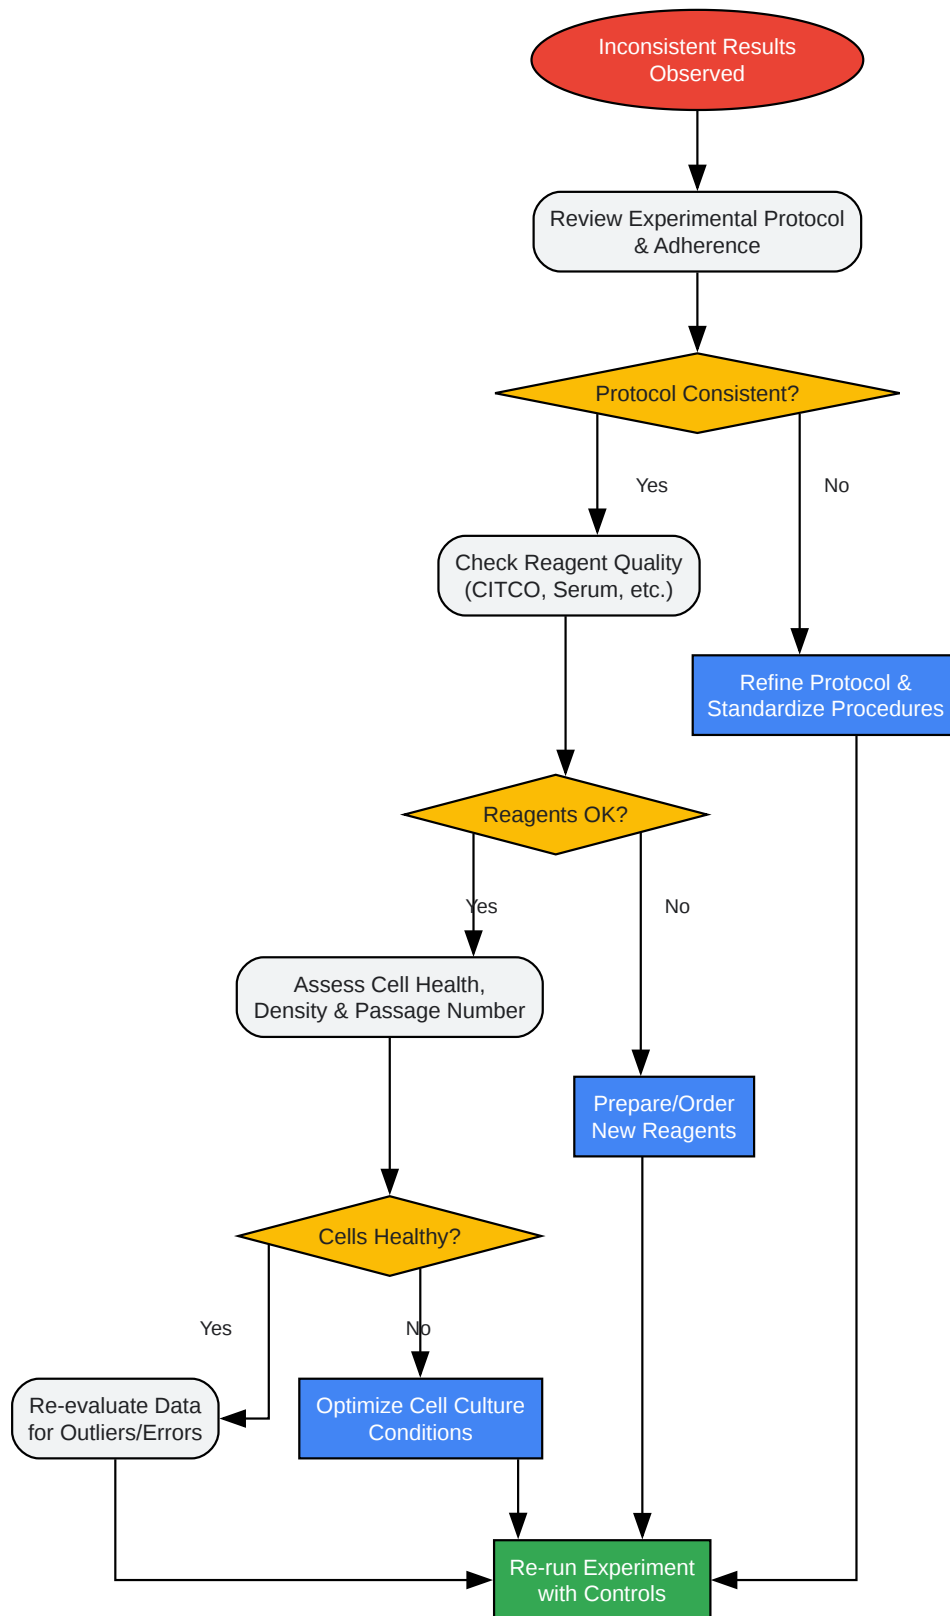 Inconsistent Results
Observed
Review Experimental Protocol
& Adherence
Protocol Consistent?
Yes
No
Check Reagent Quality
(CITCO, Serum, etc.)
Refine Protocol &
Standardize Procedures
Reagents OK?
Yes
No
Assess Cell Health,
Density & Passage Number
Prepare/Order
New Reagents
Cells Healthy?
Yes
No
Re-evaluate Data
for Outliers/Errors
Optimize Cell Culture
Conditions
Re-run Experiment
with Controls